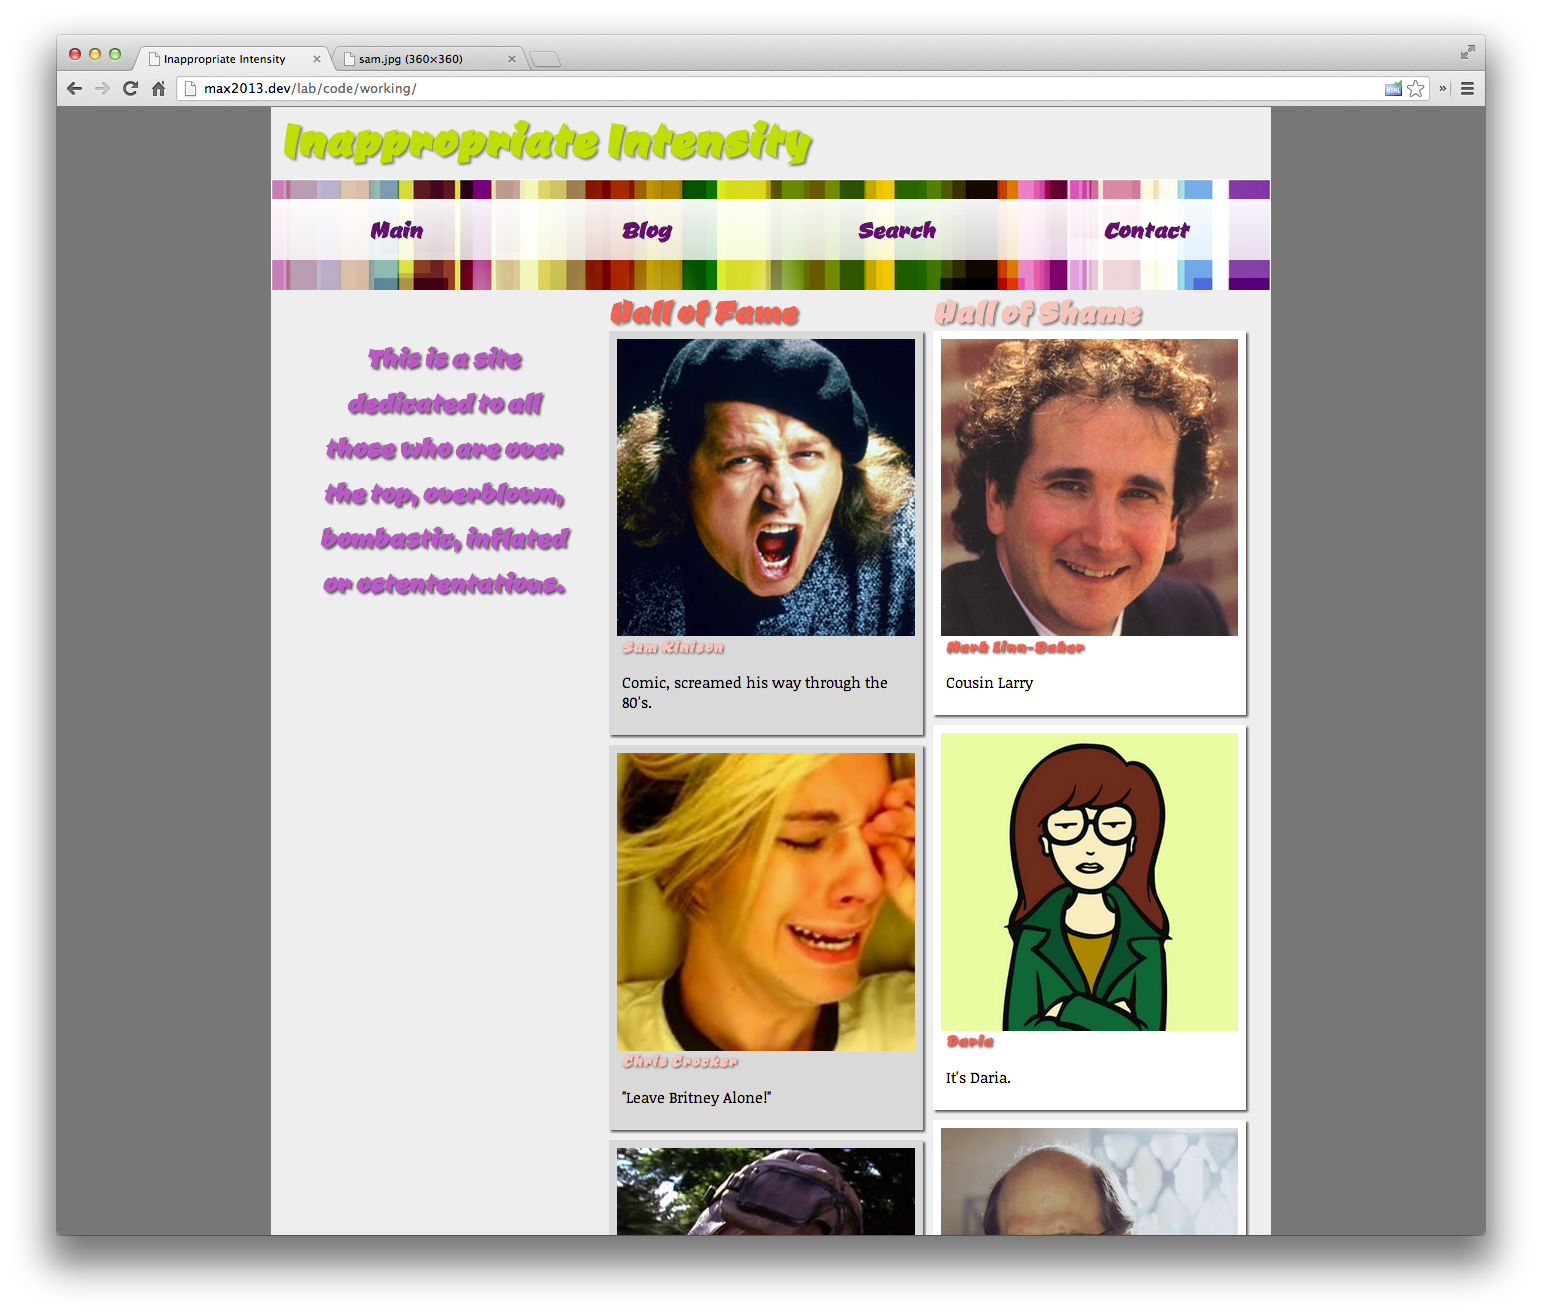 Inappropriate Intensity
sam.jpg (360×360)
max2013.dev/lab/code/working/
HTML
Inappropriate Intensity
Main
Blog
Search
Contact
This is a site
dedicated to all
those who are over
the top, overblown,
bombastic, inflated
or ostententatious.
Hall of Fame
Sam Kinison
Comic, screamed his way through the
80's.
Chris Crocker
"Leave Britney Alone!"
Hall of Shame
Mark Linn-Baker
Cousin Larry
Daria
It's Daria.